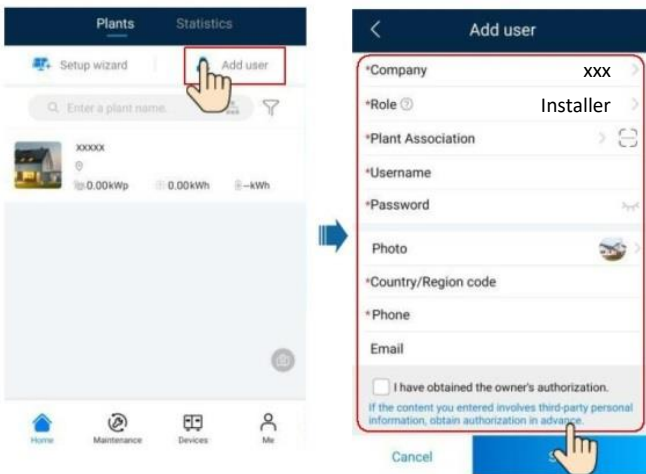 Plants Statistics
Setup wizard Add user
Enter a plant name.
xxxxx
0.00kWp 0.00kWh --kWh
Home Maintenance Devices Me
Add user
*Company xxx
*Role Installer
*Plant Association
*Username
*Password
Photo
*Country/Region code
*Phone
Email
I have obtained the owner's authorization.
If the content you entered involves third-party personal
information, obtain authorization in advance.
Cancel